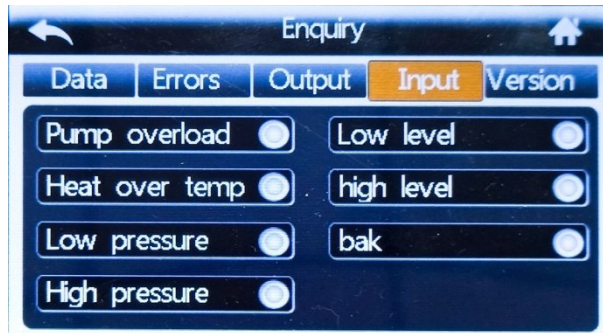 Enquiry
Data Errors Output Input Version
Pump overload
Low level
Heat over temp
high level
Low pressure
bak
High pressure